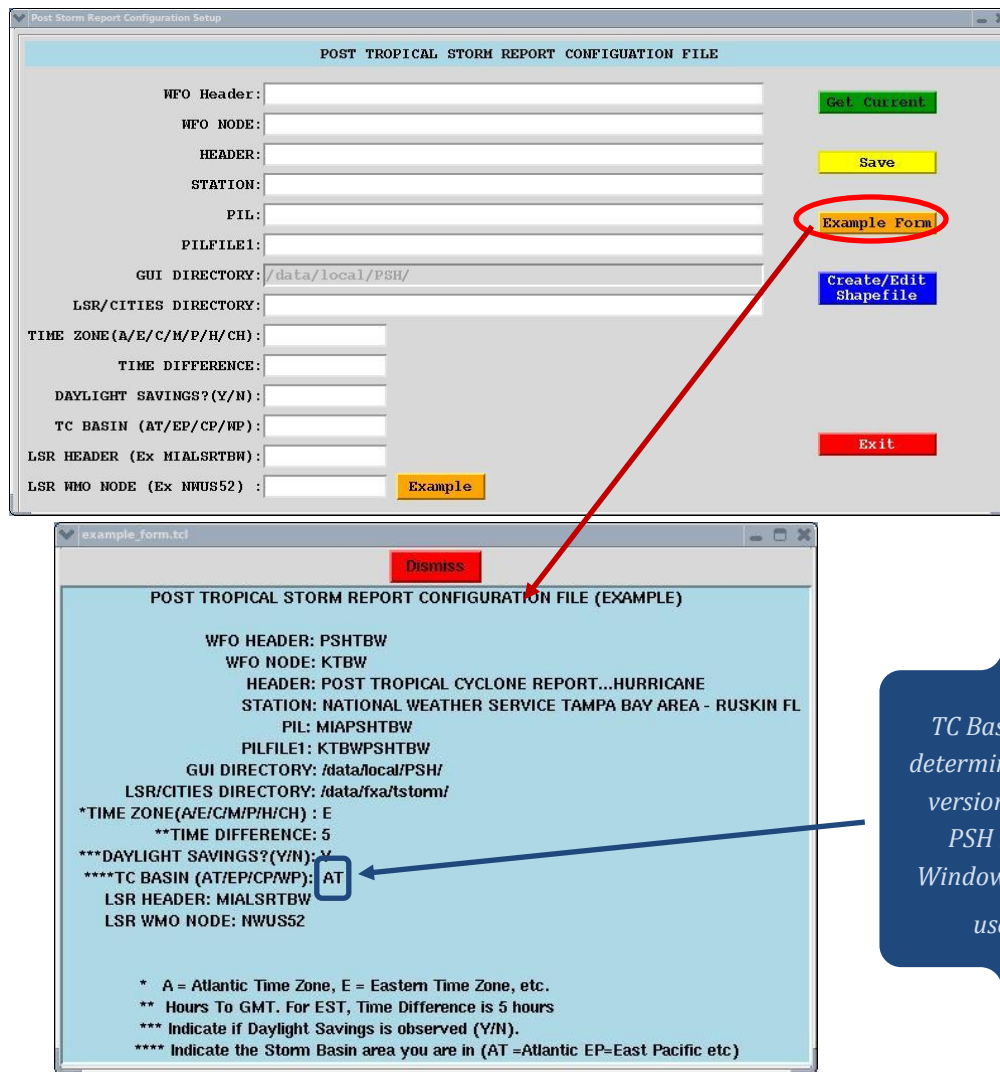 Post Storm Report Configuration Setup
POST TROPICAL STORM REPORT CONFIGUATION FILE
WFO Header:
Get Current
WFO NODE:
HEADER:
Save
STATION:
PIL:
Example Form
PILFILE1:
GUI DIRECTORY: /data/local/PSH/
Create/Edit
Shapefile
LSR/CITIES DIRECTORY:
TIME ZONE(A/E/C/M/P/H/CH):
TIME DIFFERENCE:
DAYLIGHT SAVINGS?(Y/N):
TC BASIN (AT/EP/CP/WP):
Exit
LSR HEADER (Ex MIALSRTBW):
LSR WMO NODE (Ex NWUS52) :
Example
example_form.tcl
Dismiss
POST TROPICAL STORM REPORT CONFIGURATION FILE (EXAMPLE)
WFO HEADER: PSHTBW
WFO NODE: KTBW
HEADER: POST TROPICAL CYCLONE REPORT...HURRICANE
STATION: NATIONAL WEATHER SERVICE TAMPA BAY AREA - RUSKIN FL
PIL: MIAPSHTBW
PILFILE1: KTBWPSHTBW
GUI DIRECTORY: /data/local/PSH/
LSR/CITIES DIRECTORY: /data/fxa/tstorm/
*TIME ZONE(A/E/C/M/P/H/CH) : E
**TIME DIFFERENCE: 5
***DAYLIGHT SAVINGS?(Y/N): Y
****TC BASIN (AT/EP/CP/WP): AT
LSR HEADER: MIALSRTBW
LSR WMO NODE: NWUS52
* A = Atlantic Time Zone, E = Eastern Time Zone, etc.
** Hours To GMT. For EST, Time Difference is 5 hours
*** Indicate if Daylight Savings is observed (Y/N).
**** Indicate the Storm Basin area you are in (AT =Atlantic EP=East Pacific etc)
TC
PSH